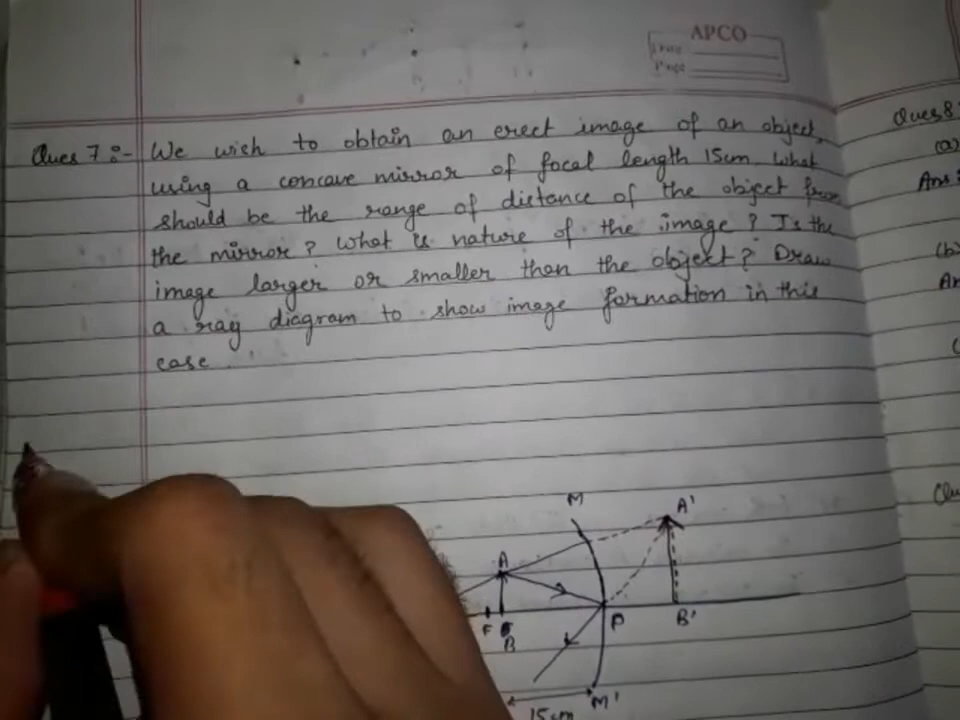 APCO
Date
Page
Ques 7 :- We wish to obtain an erect image of an object,
using a concave mirror of focal length 15cm. What
should be the range of distance of the object from
the mirror? What is nature of the image? Is the
image larger or smaller than the object? Draw
a ray diagram to show image formation in this
case.
Ques 8
(a)
Ans :
(b)
An
M
A'
A
F
B
P
B'
15cm
M'